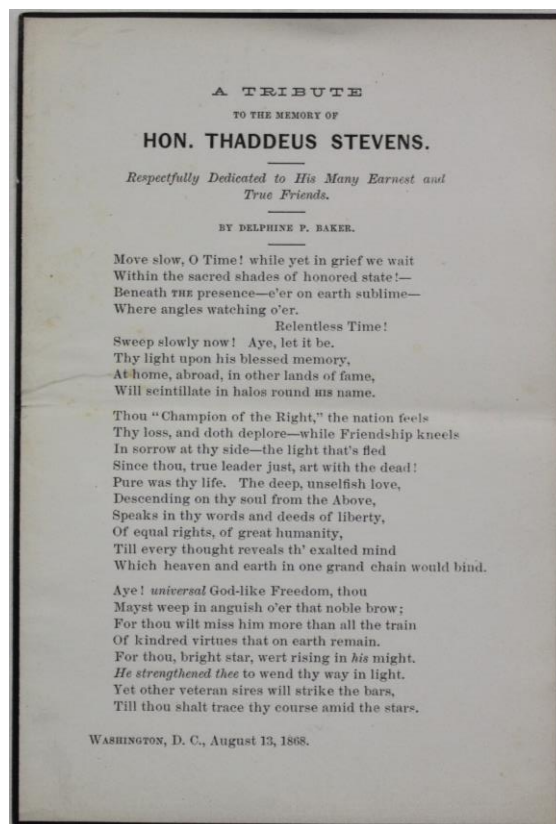 A TRIBUTE
TO THE MEMORY OF
HON. THADDEUS STEVENS.
Respectfully Dedicated to His Many Earnest and
True Friends.
BY DELPHINE P. BAKER.
Move slow, O Time! while yet in grief we wait
Within the sacred shades of honored state!—
Beneath THE presence—e'er on earth sublime—
Where angles watching o'er.
Relentless Time!
Sweep slowly now! Aye, let it be.
Thy light upon his blessed memory,
At home, abroad, in other lands of fame,
Will scintillate in halos round HIS name.
Thou "Champion of the Right," the nation feels
Thy loss, and doth deplore—while Friendship kneels
In sorrow at thy side—the light that's fled
Since thou, true leader just, art with the dead!
Pure was thy life. The deep, unselfish love,
Descending on thy soul from the Above,
Speaks in thy words and deeds of liberty,
Of equal rights, of great humanity,
Till every thought reveals th' exalted mind
Which heaven and earth in one grand chain would bind.
Aye! universal God-like Freedom, thou
Mayst weep in anguish o'er that noble brow;
For thou wilt miss him more than all the train
Of kindred virtues that on earth remain.
For thou, bright star, wert rising in his might.
He strengthened thee to wend thy way in light.
Yet other veteran sires will strike the bars,
Till thou shalt trace thy course amid the stars.
WASHINGTON, D. C., August 13, 1868.